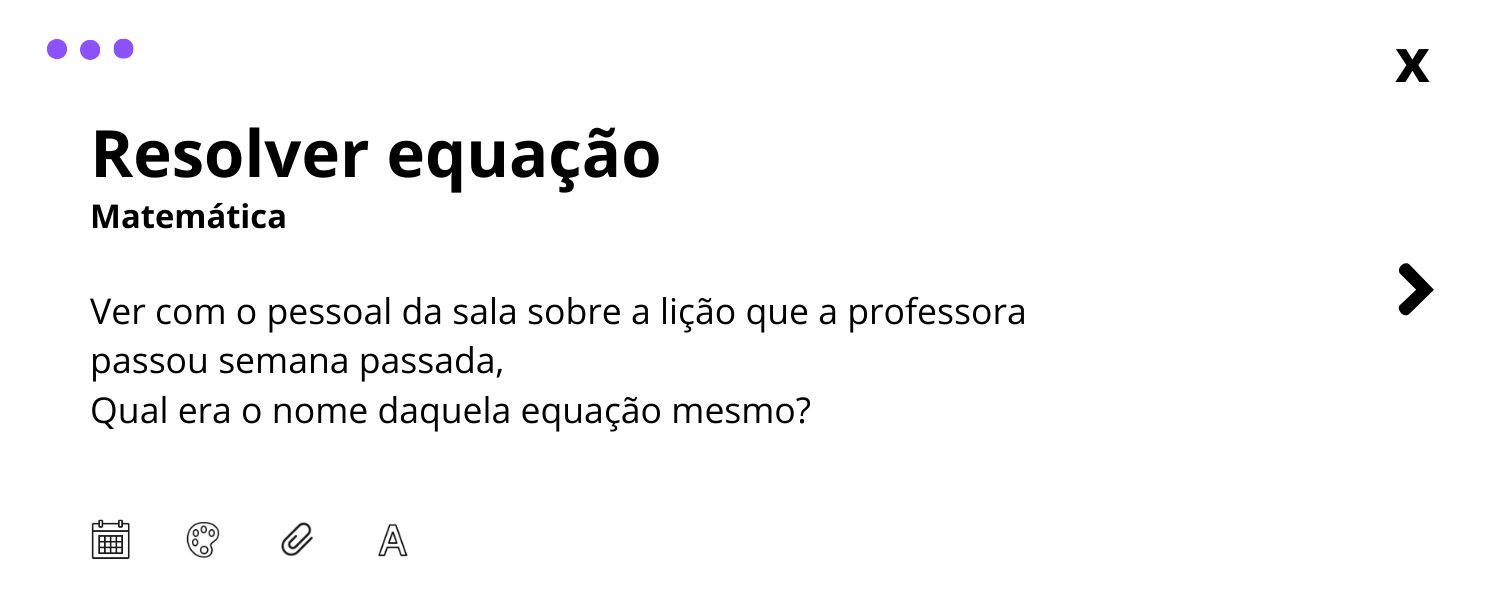 x
Resolver equação
Matemática
Ver com o pessoal da sala sobre a lição que a professora
passou semana passada,
Qual era o nome daquela equação mesmo?
A